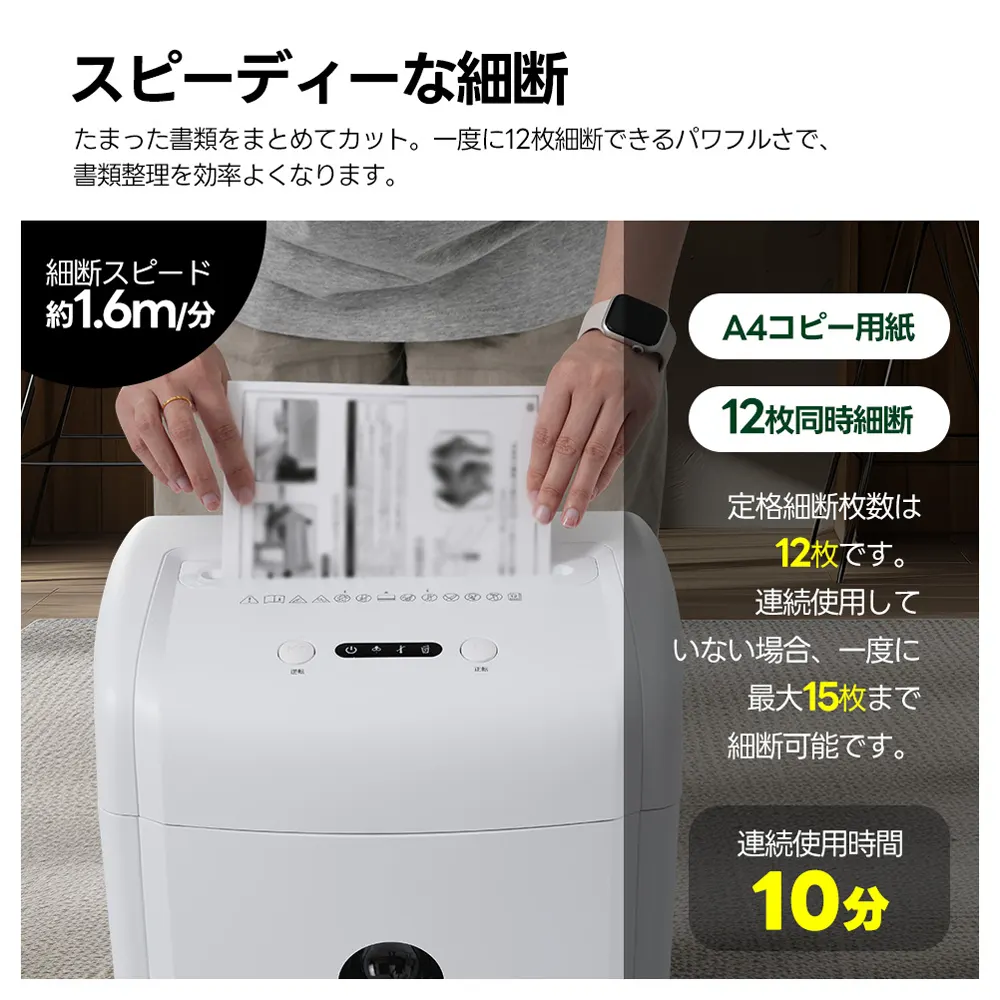 スピーディーな細断
たまった書類をまとめてカット。一度に12枚細断できるパワフルさで、
書類整理を効率よくなります。
細断スピード
約1.6m/分
A4コピー用紙
12枚同時細断
定格細断枚数は
12枚です。
連続使用して
いない場合、一度に
最大15枚まで
細断可能です。
逆転
正転
連続使用時間
10分